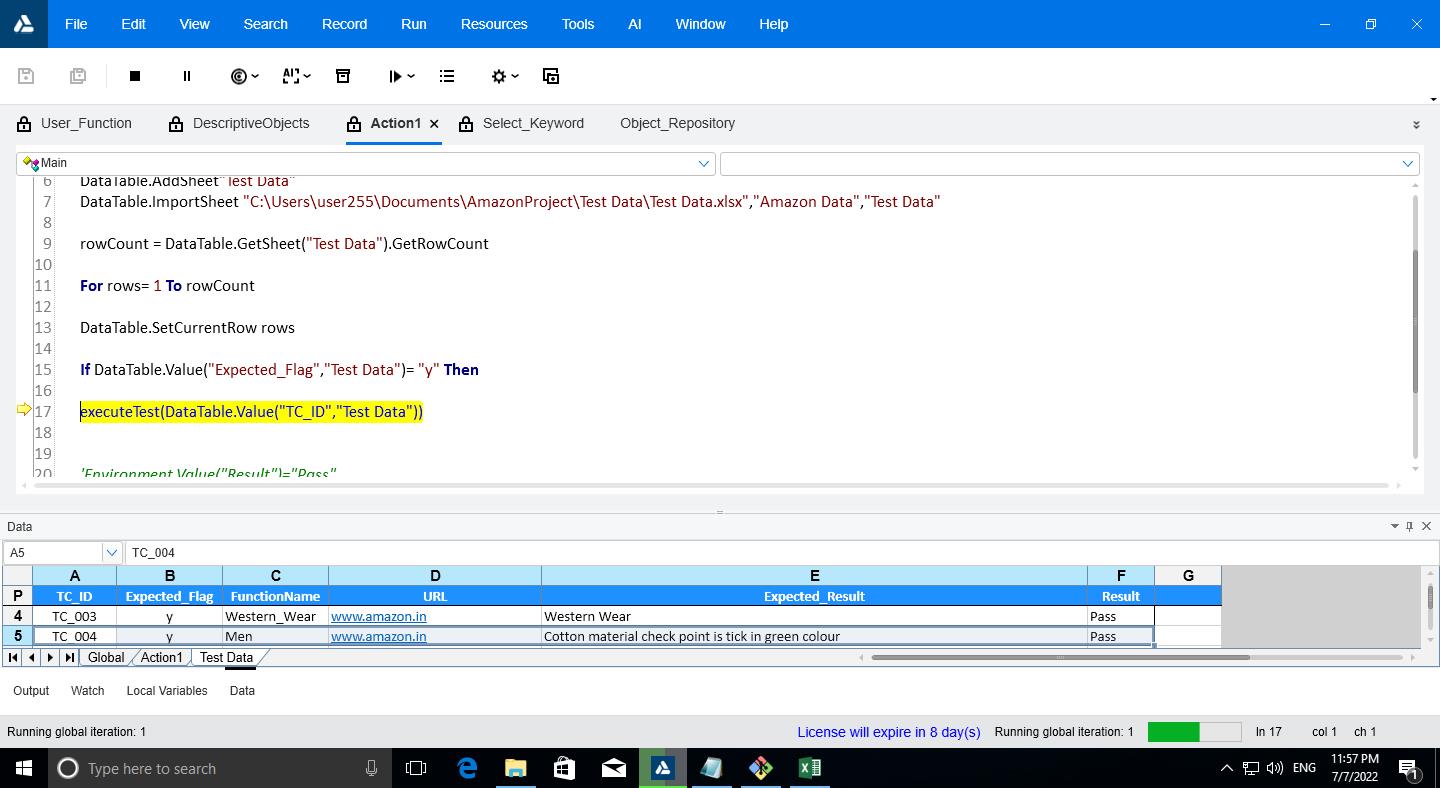 File Edit View Search Record Run Resources Tools AI Window Help
User_Function DescriptiveObjects Action1 Select_Keyword Object_Repository
Main
6 DataTable.AddSheet"Test Data"
7 DataTable.ImportSheet "C:\Users\user255\Documents\AmazonProject\Test Data\Test Data.xlsx","Amazon Data","Test Data"
8
9 rowCount = DataTable.GetSheet("Test Data").GetRowCount
10
11 For rows= 1 To rowCount
12
13 DataTable.SetCurrentRow rows
14
15 If DataTable.Value("Expected_Flag","Test Data")= "y" Then
16
17 executeTest(DataTable.Value("TC_ID","Test Data"))
18
19
20 'Environment.Value("Result")="Pass"
Data
A5 TC_004
A B C D E F G
P TC_ID Expected_Flag FunctionName URL Expected_Result Result
4 TC_003 y Western_Wear www.amazon.in Western Wear Pass
5 TC_004 y Men www.amazon.in Cotton material check point is tick in green colour Pass
Global Action1 Test Data
Output Watch Local Variables Data
Running global iteration: 1 License will expire in 8 day(s) Running global iteration: 1 ln 17 col 1 ch 1
Type here to search ENG 11:57 PM
7/7/2022 1